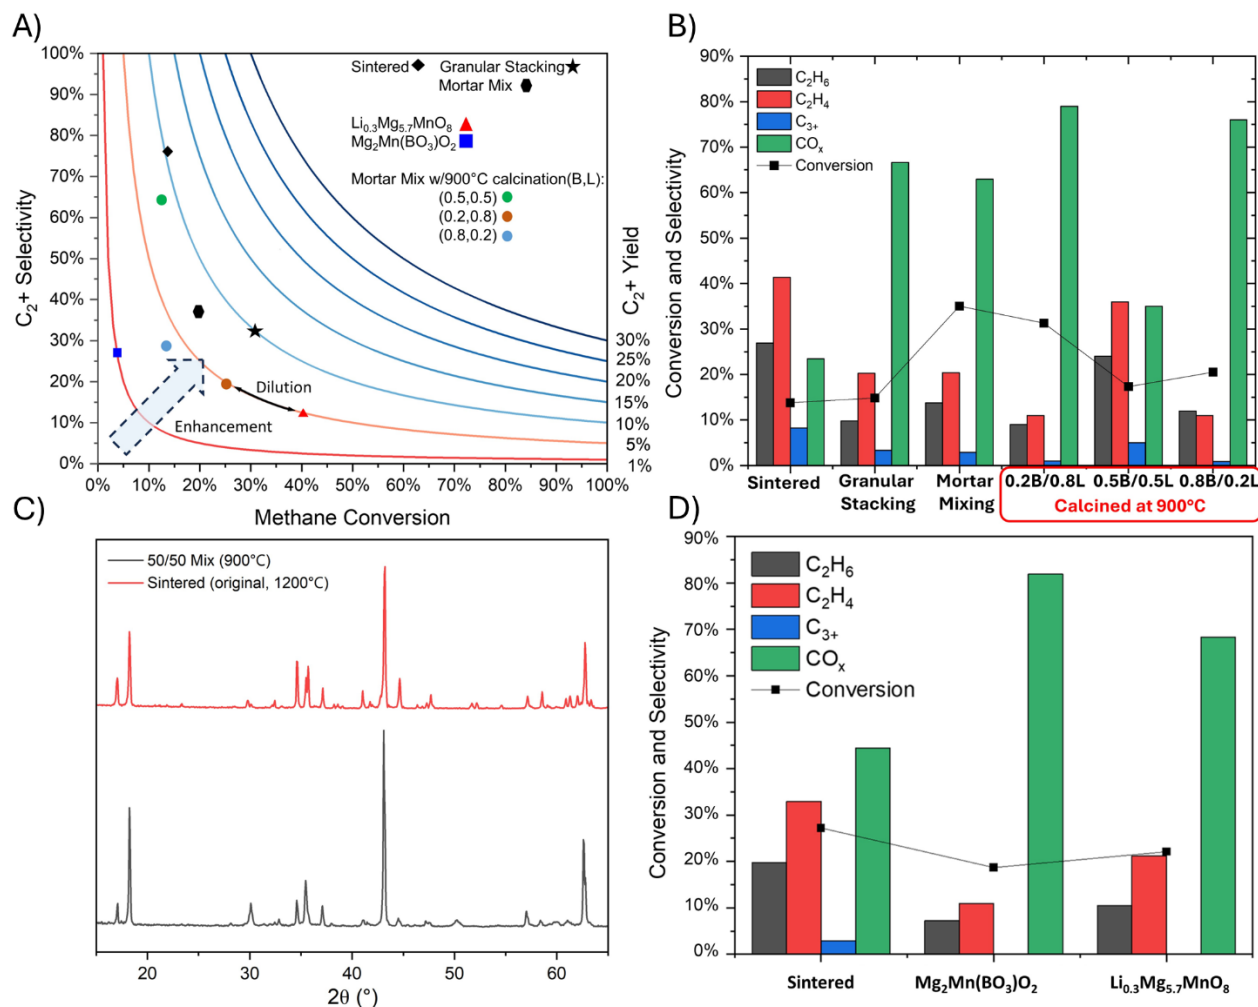 A)
100%
90%
80%
70%
60%
50%
40%
30%
20%
10%
0%
C₂+ Selectivity
0% 10% 20% 30% 40% 50% 60% 70% 80% 90% 100%
Methane Conversion
Sintered
Granular Stacking
Mortar Mix
Li₀.₃Mg₅.₇MnO₈
Mg₂Mn(BO₃)O₂
Mortar Mix w/900°C calcination(B,L):
(0.5,0.5)
(0.2,0.8)
(0.8,0.2)
Dilution
Enhancement
C₂+ Yield
30%
25%
20%
15%
10%
5%
1%
B)
90%
80%
70%
60%
50%
40%
30%
20%
10%
0%
Conversion and Selectivity
C₂H₆
C₂H₄
C₃₊
COₓ
Conversion
Sintered
Granular
Stacking
Mortar
Mixing
0.2B/0.8L 0.5B/0.5L 0.8B/0.2L
Calcined at 900°C
C)
50/50 Mix (900°C)
Sintered (original, 1200°C)
20 30 40 50 60
2θ (°)
D)
90%
80%
70%
60%
50%
40%
30%
20%
10%
0%
Conversion and Selectivity
C₂H₆
C₂H₄
C₃₊
COₓ
Conversion
Sintered
Mg₂Mn(BO₃)O₂
Li₀.₃Mg₅.₇MnO₈